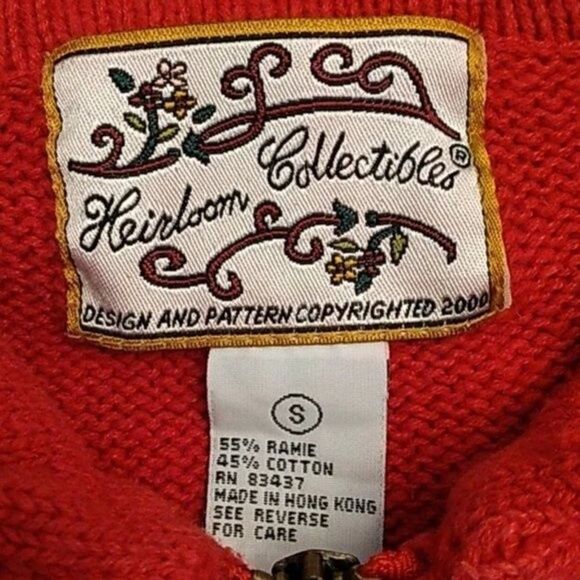 Heirloom Collectibles®
DESIGN AND PATTERN COPYRIGHTED 2000
S
55% RAMIE
45% COTTON
RN 83437
MADE IN HONG KONG
SEE REVERSE
FOR CARE